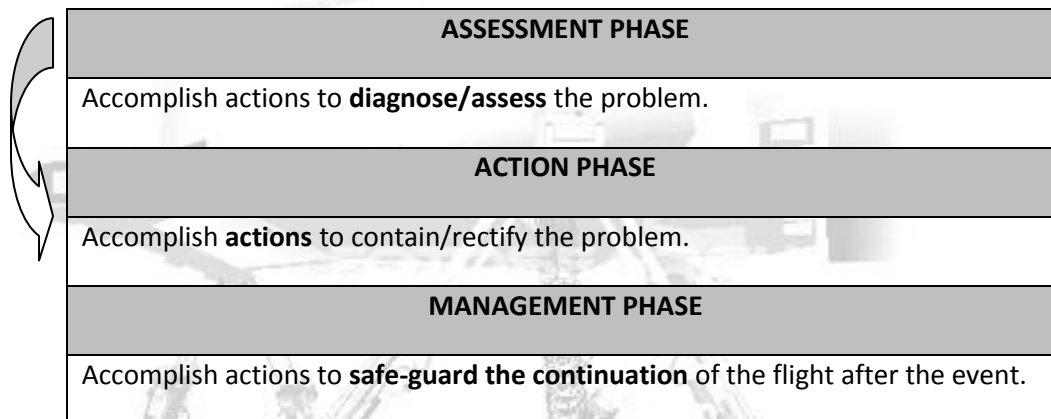 ASSESSMENT PHASE
Accomplish actions to diagnose/assess the problem.
ACTION PHASE
Accomplish actions to contain/rectify the problem.
MANAGEMENT PHASE
Accomplish actions to safe-guard the continuation of the flight after the event.